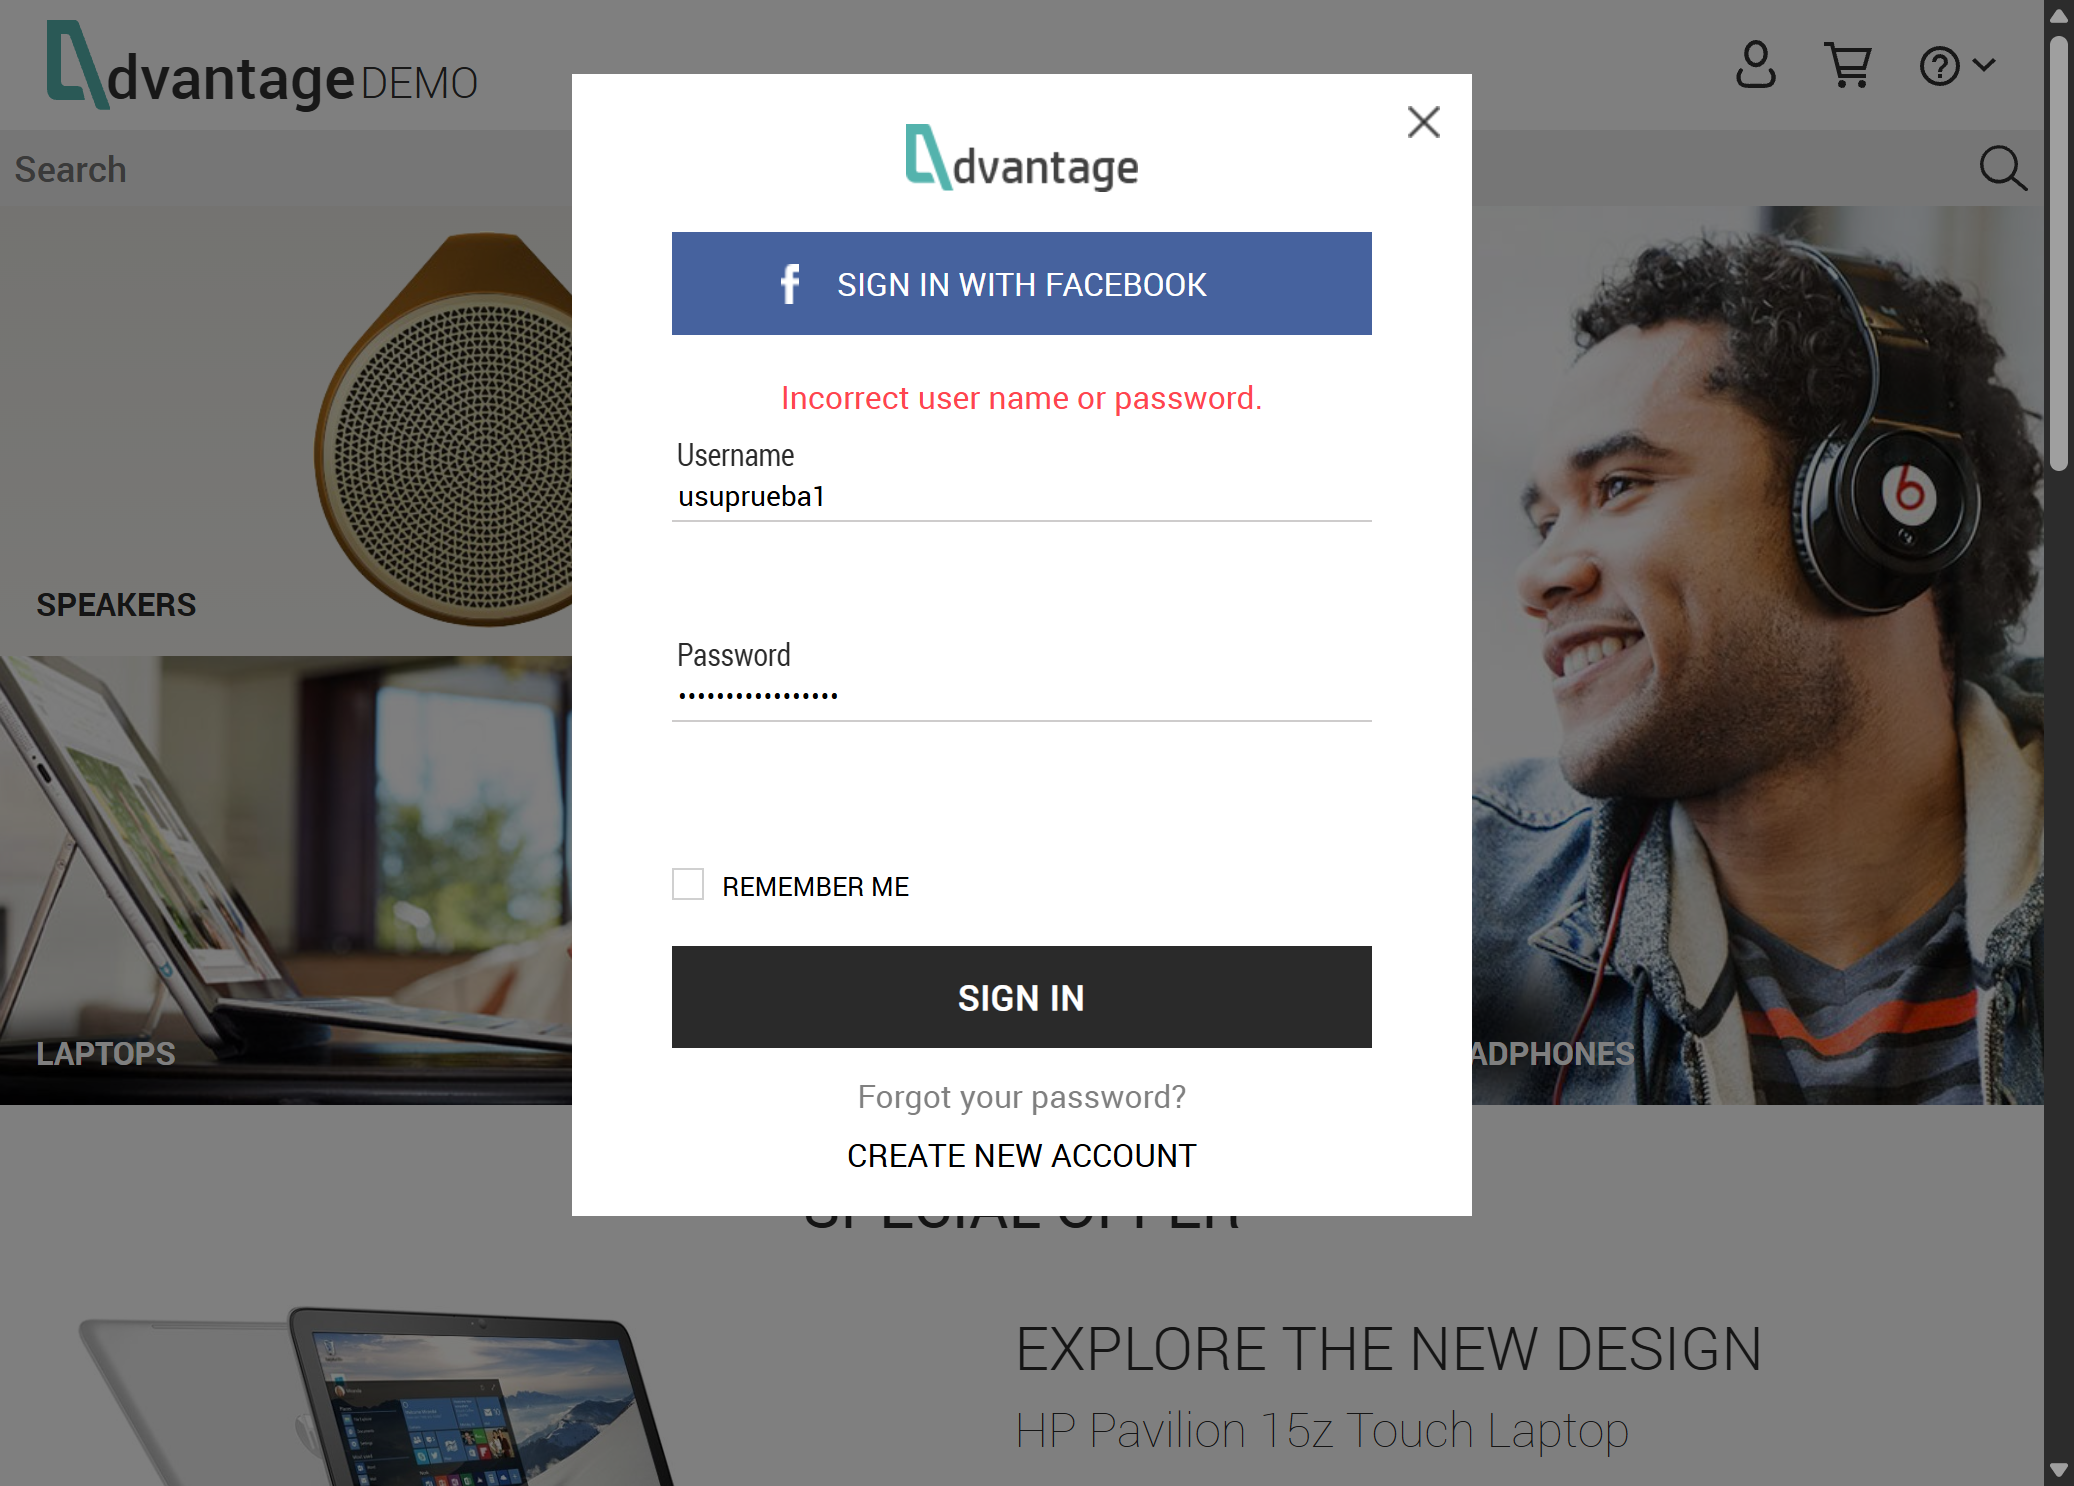 dvantage DEMO
Search
SPEAKERS
LAPTOPS
ADPHONES
dvantage
SIGN IN WITH FACEBOOK
Incorrect user name or password.
Username
usuprueba1
Password
•••••••••••••••••
REMEMBER ME
SIGN IN
Forgot your password?
CREATE NEW ACCOUNT
SPECIAL OFFER
EXPLORE THE NEW DESIGN
HP Pavilion 15z Touch Laptop